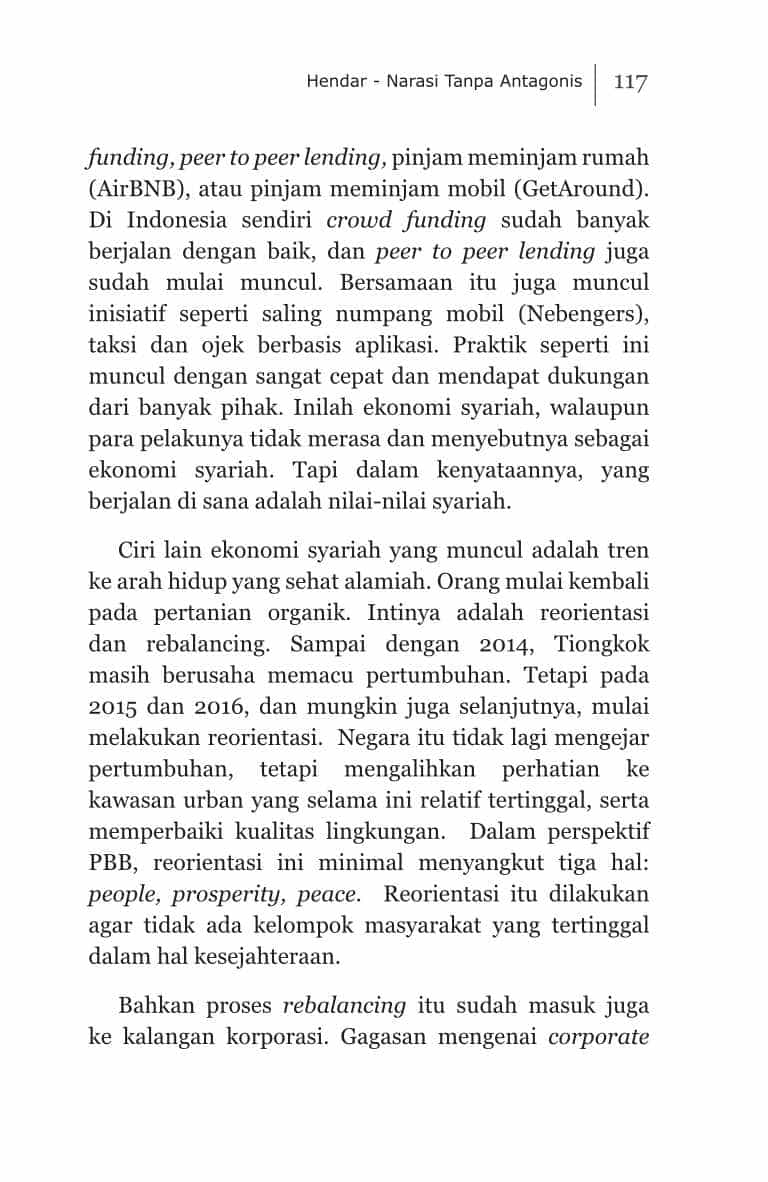 Hendar - Narasi Tanpa Antagonis 117
funding, peer to peer lending, pinjam meminjam rumah
(AirBNB), atau pinjam meminjam mobil (GetAround).
Di Indonesia sendiri crowd funding sudah banyak
berjalan dengan baik, dan peer to peer lending juga
sudah mulai muncul. Bersamaan itu juga muncul
inisiatif seperti saling numpang mobil (Nebengers),
taksi dan ojek berbasis aplikasi. Praktik seperti ini
muncul dengan sangat cepat dan mendapat dukungan
dari banyak pihak. Inilah ekonomi syariah, walaupun
para pelakunya tidak merasa dan menyebutnya sebagai
ekonomi syariah. Tapi dalam kenyataannya, yang
berjalan di sana adalah nilai-nilai syariah.
Ciri lain ekonomi syariah yang muncul adalah tren
ke arah hidup yang sehat alamiah. Orang mulai kembali
pada pertanian organik. Intinya adalah reorientasi
dan rebalancing. Sampai dengan 2014, Tiongkok
masih berusaha memacu pertumbuhan. Tetapi pada
2015 dan 2016, dan mungkin juga selanjutnya, mulai
melakukan reorientasi. Negara itu tidak lagi mengejar
pertumbuhan, tetapi mengalihkan perhatian ke
kawasan urban yang selama ini relatif tertinggal, serta
memperbaiki kualitas lingkungan. Dalam perspektif
PBB, reorientasi ini minimal menyangkut tiga hal:
people, prosperity, peace. Reorientasi itu dilakukan
agar tidak ada kelompok masyarakat yang tertinggal
dalam hal kesejahteraan.
Bahkan proses rebalancing itu sudah masuk juga
ke kalangan korporasi. Gagasan mengenai corporate